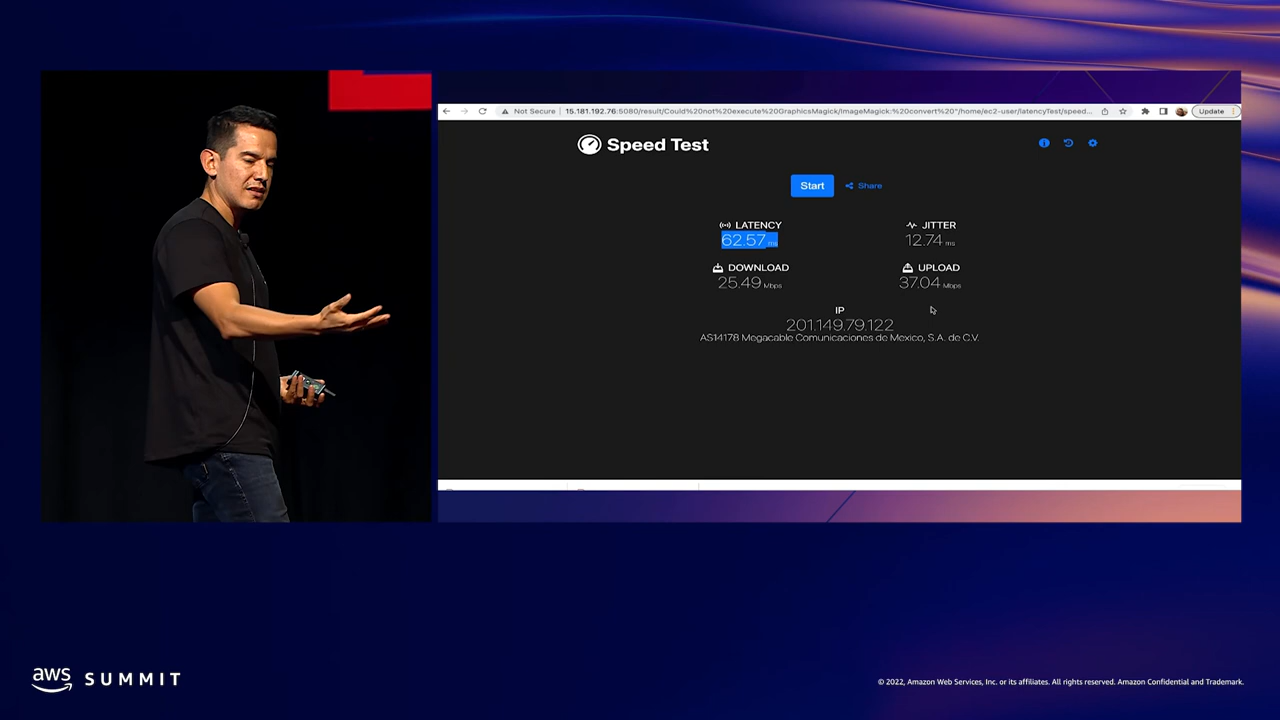 Not Secure
15.181.192.76:5080/result/Could%20not%20execute%20GraphicsMagick/ImageMagick:%20convert%20"/home/ec2-user/latencyTest/speed...
Update
Speed Test
Start
Share
LATENCY
62.57 ms
JITTER
12.74 ms
DOWNLOAD
25.49 Mbps
UPLOAD
37.04 Mbps
IP
201.149.79.122
AS14178 Megacable Comunicaciones de Mexico, S.A. de C.V.
aws SUMMIT
© 2022, Amazon Web Services, Inc. or its affiliates. All rights reserved. Amazon Confidential and Trademark.